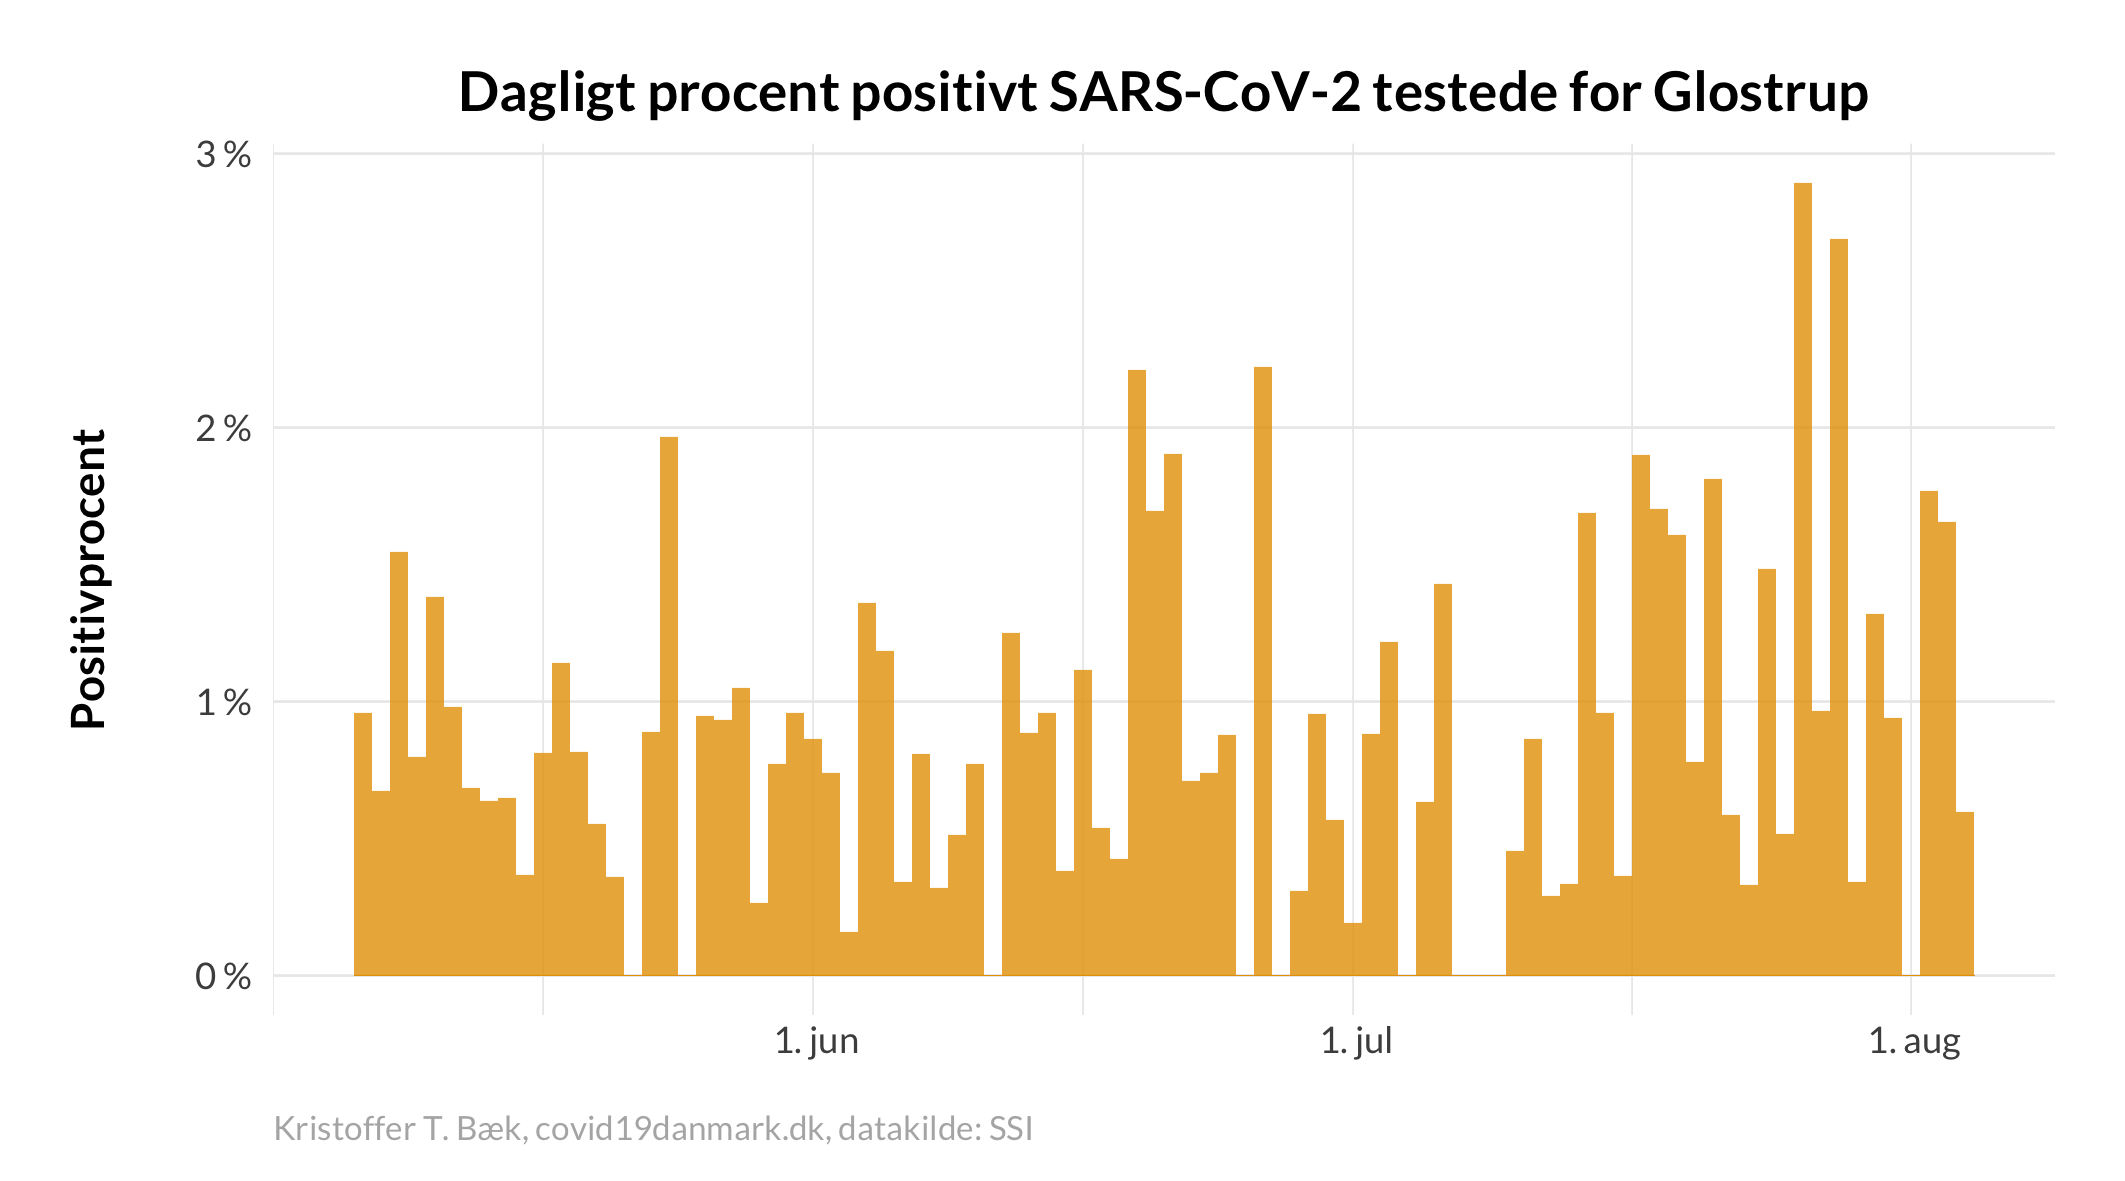 Dagligt procent positivt SARS-CoV-2 testede for Glostrup
Positivprocent
3 %
2 %
1 %
0 %
1. jun
1. jul
1. aug
Kristoffer T. Bæk, covid19danmark.dk, datakilde: SSI